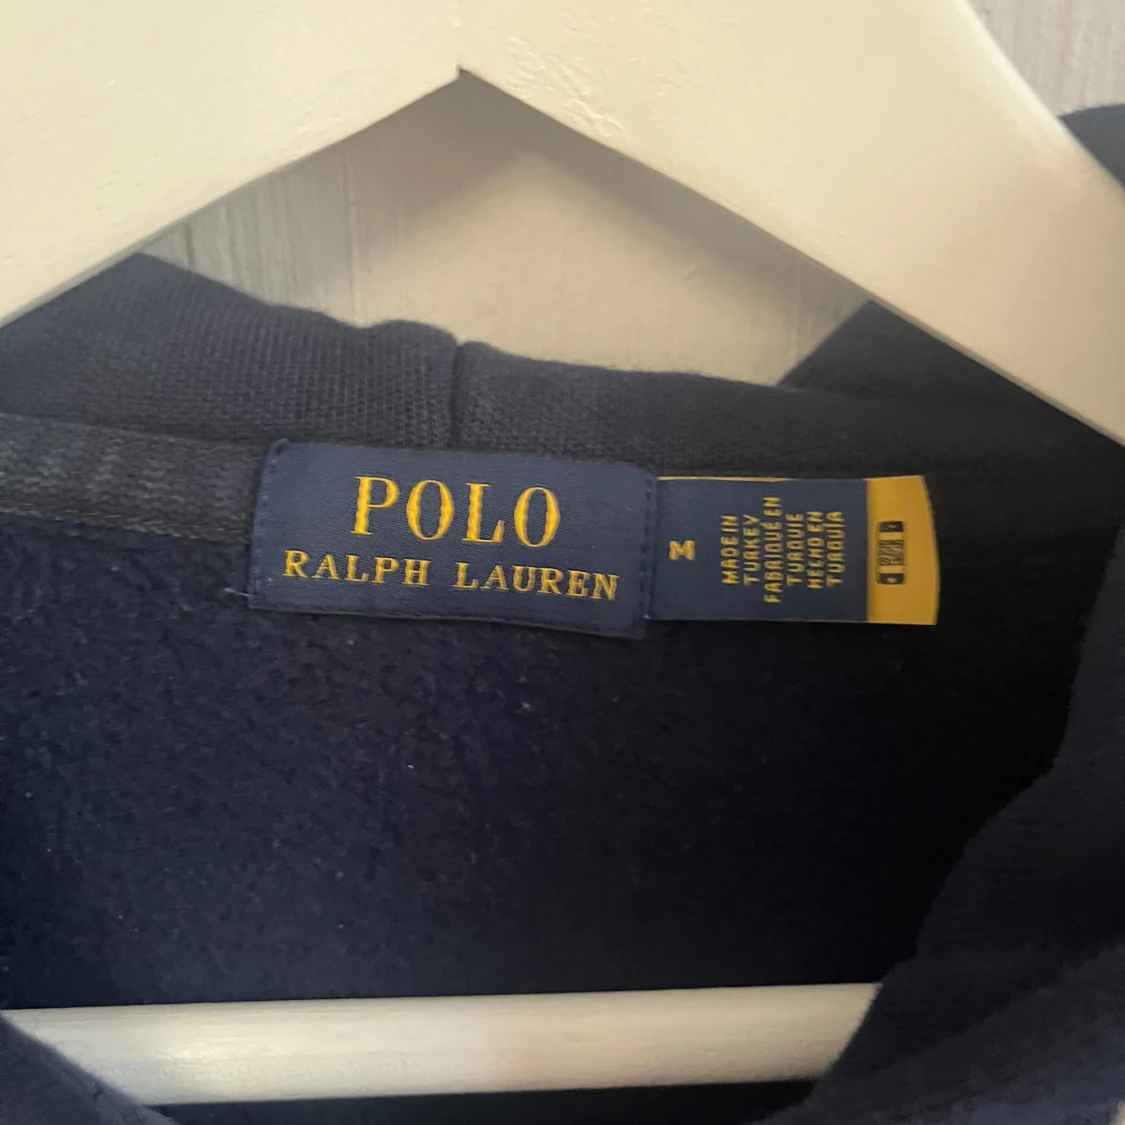 POLO
RALPH LAUREN
M
MADE IN
TURKEY
FABRIQUÉ EN
TURQUIE
HECHO EN
TURQUÍA